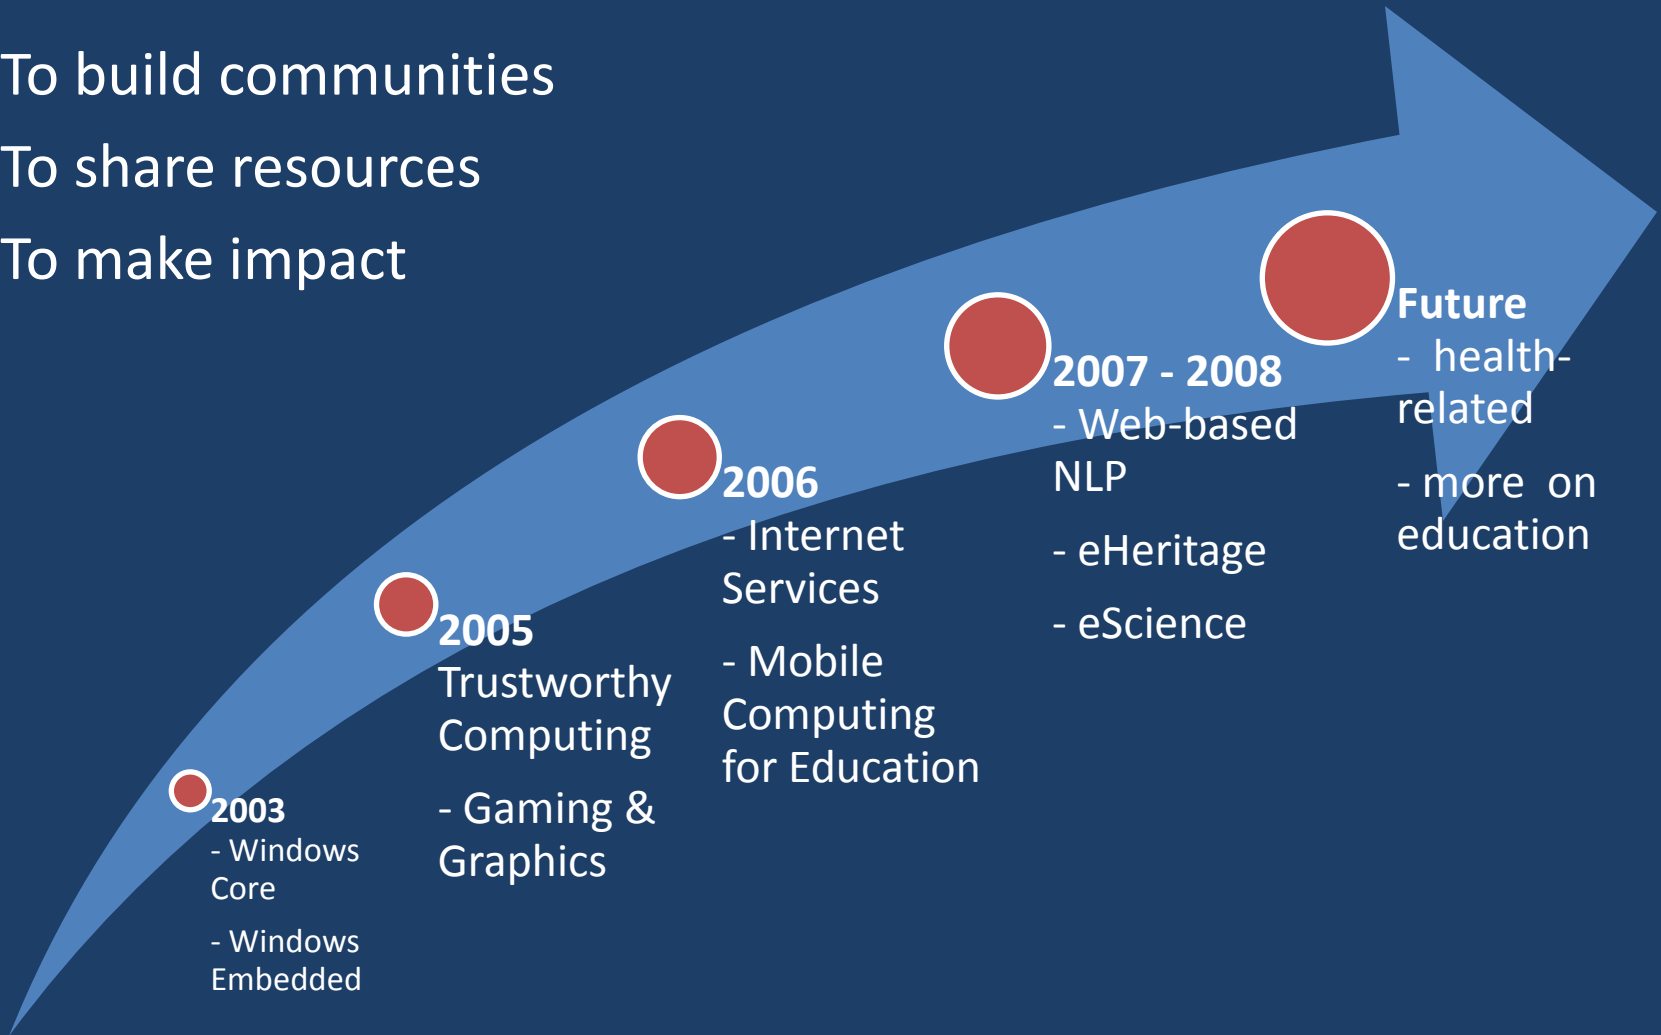 To build communities
To share resources
To make impact
2003
- Windows
Core
- Windows
Embedded
2005
Trustworthy
Computing
- Gaming &
Graphics
2006
- Internet
Services
- Mobile
Computing
for Education
2007 - 2008
- Web-based
NLP
- eHeritage
- eScience
Future
- health-
related
- more on
education